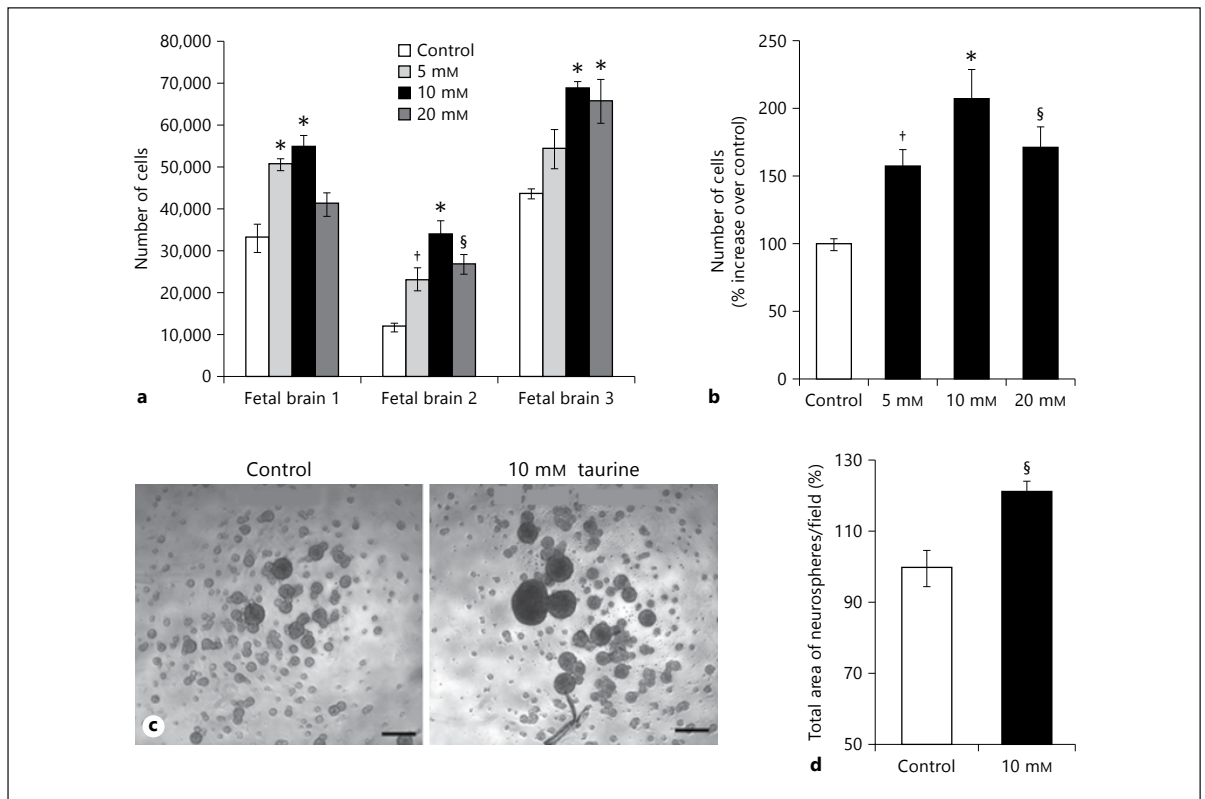 80,000
70,000
60,000
50,000
40,000
30,000
20,000
10,000
0
Number of cells
Control
5 mM
10 mM
20 mM
*
*
†
*
§
*
*
Fetal brain 1
Fetal brain 2
Fetal brain 3
a
250
200
150
100
50
0
Number of cells
(% increase over control)
†
*
§
Control
5 mM
10 mM
20 mM
b
Control
10 mM taurine
c
130
110
90
70
50
Total area of neurospheres/field (%)
§
Control
10 mM
d